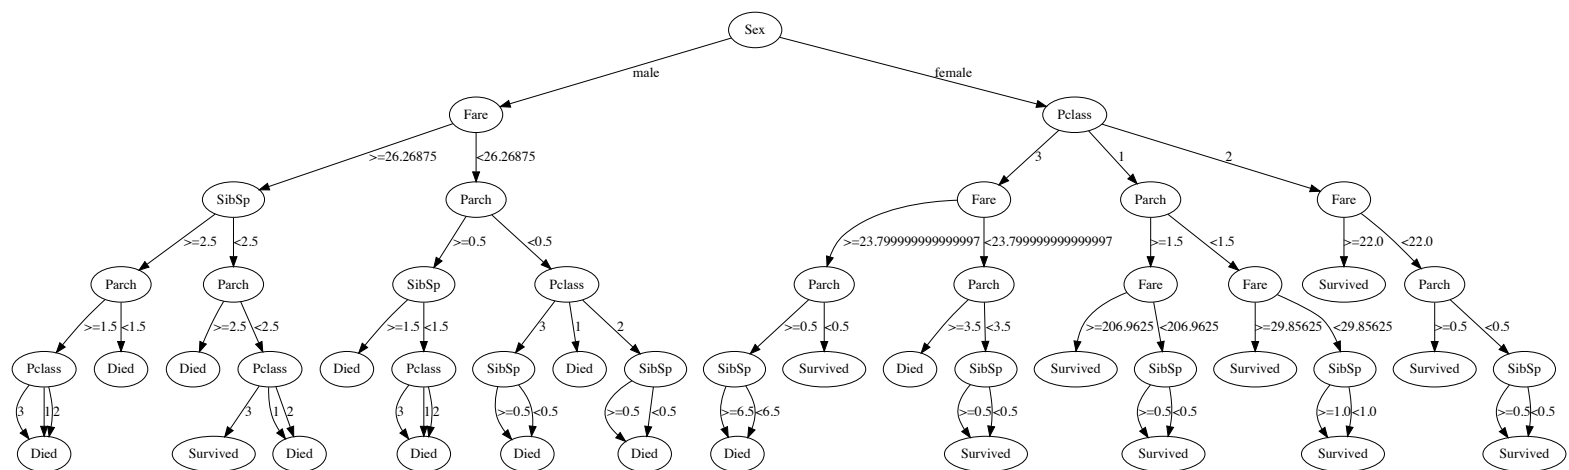 Sex
male female
Fare Pclass
>=26.26875 <26.26875 3 1 2
SibSp Parch Fare Parch Fare
>=2.5 <2.5 >=0.5 <0.5 >=23.799999999999997 <23.799999999999997 >=1.5 <1.5 >=22.0 <22.0
Parch Parch SibSp Pclass Parch Parch Fare Fare Survived Parch
>=1.5 <1.5 >=2.5 <2.5 >=1.5 <1.5 3 1 2 >=0.5 <0.5 >=3.5 <3.5 >=206.9625 <206.9625 >=29.85625 <29.85625 >=0.5 <0.5
Pclass Died Died Pclass Died Pclass SibSp Died SibSp SibSp Survived Died SibSp Survived SibSp Survived SibSp Survived SibSp
3 1 2 3 1 2 3 1 2 >=0.5 <0.5 >=0.5 <0.5 >=6.5 <6.5 >=0.5 <0.5 >=0.5 <0.5 >=1.0 <1.0 >=0.5 <0.5
Died Survived Died Died Died Died Died Survived Survived Survived Survived